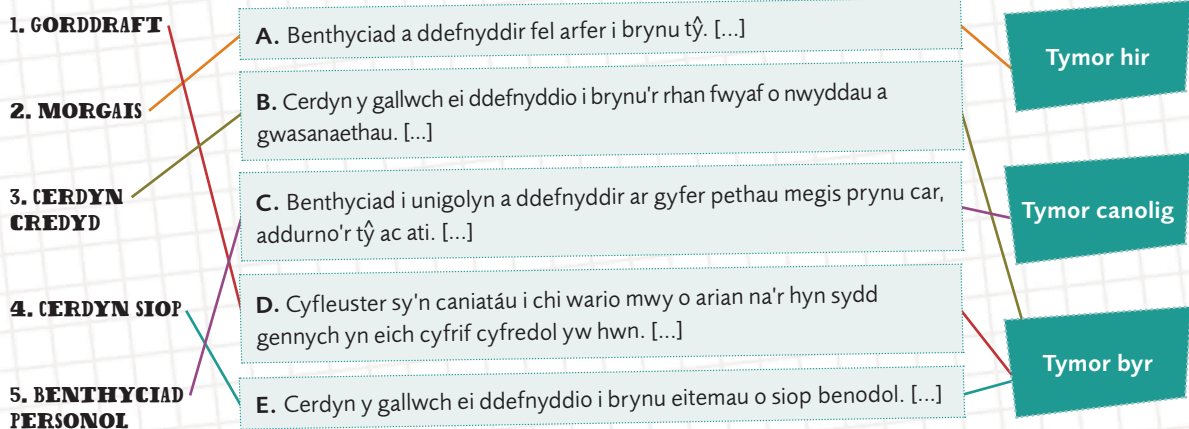 1. GORDDRAFT
2. MORGAIS
3. CERDYN
CREDYD
4. CERDYN SIOP
5. BENTHYCIAD
PERSONOL
A. Benthyciad a ddefnyddir fel arfer i brynu tŷ. [...]
B. Cerdyn y gallwch ei ddefnyddio i brynu'r rhan fwyaf o nwyddau a
gwasanaethau. [...]
C. Benthyciad i unigolyn a ddefnyddir ar gyfer pethau megis prynu car,
addurno'r tŷ ac ati. [...]
D. Cyfleuster sy'n caniatáu i chi wario mwy o arian na'r hyn sydd
gennych yn eich cyfrif cyfredol yw hwn. [...]
E. Cerdyn y gallwch ei ddefnyddio i brynu eitemau o siop benodol. [...]
Tymor hir
Tymor canolig
Tymor byr